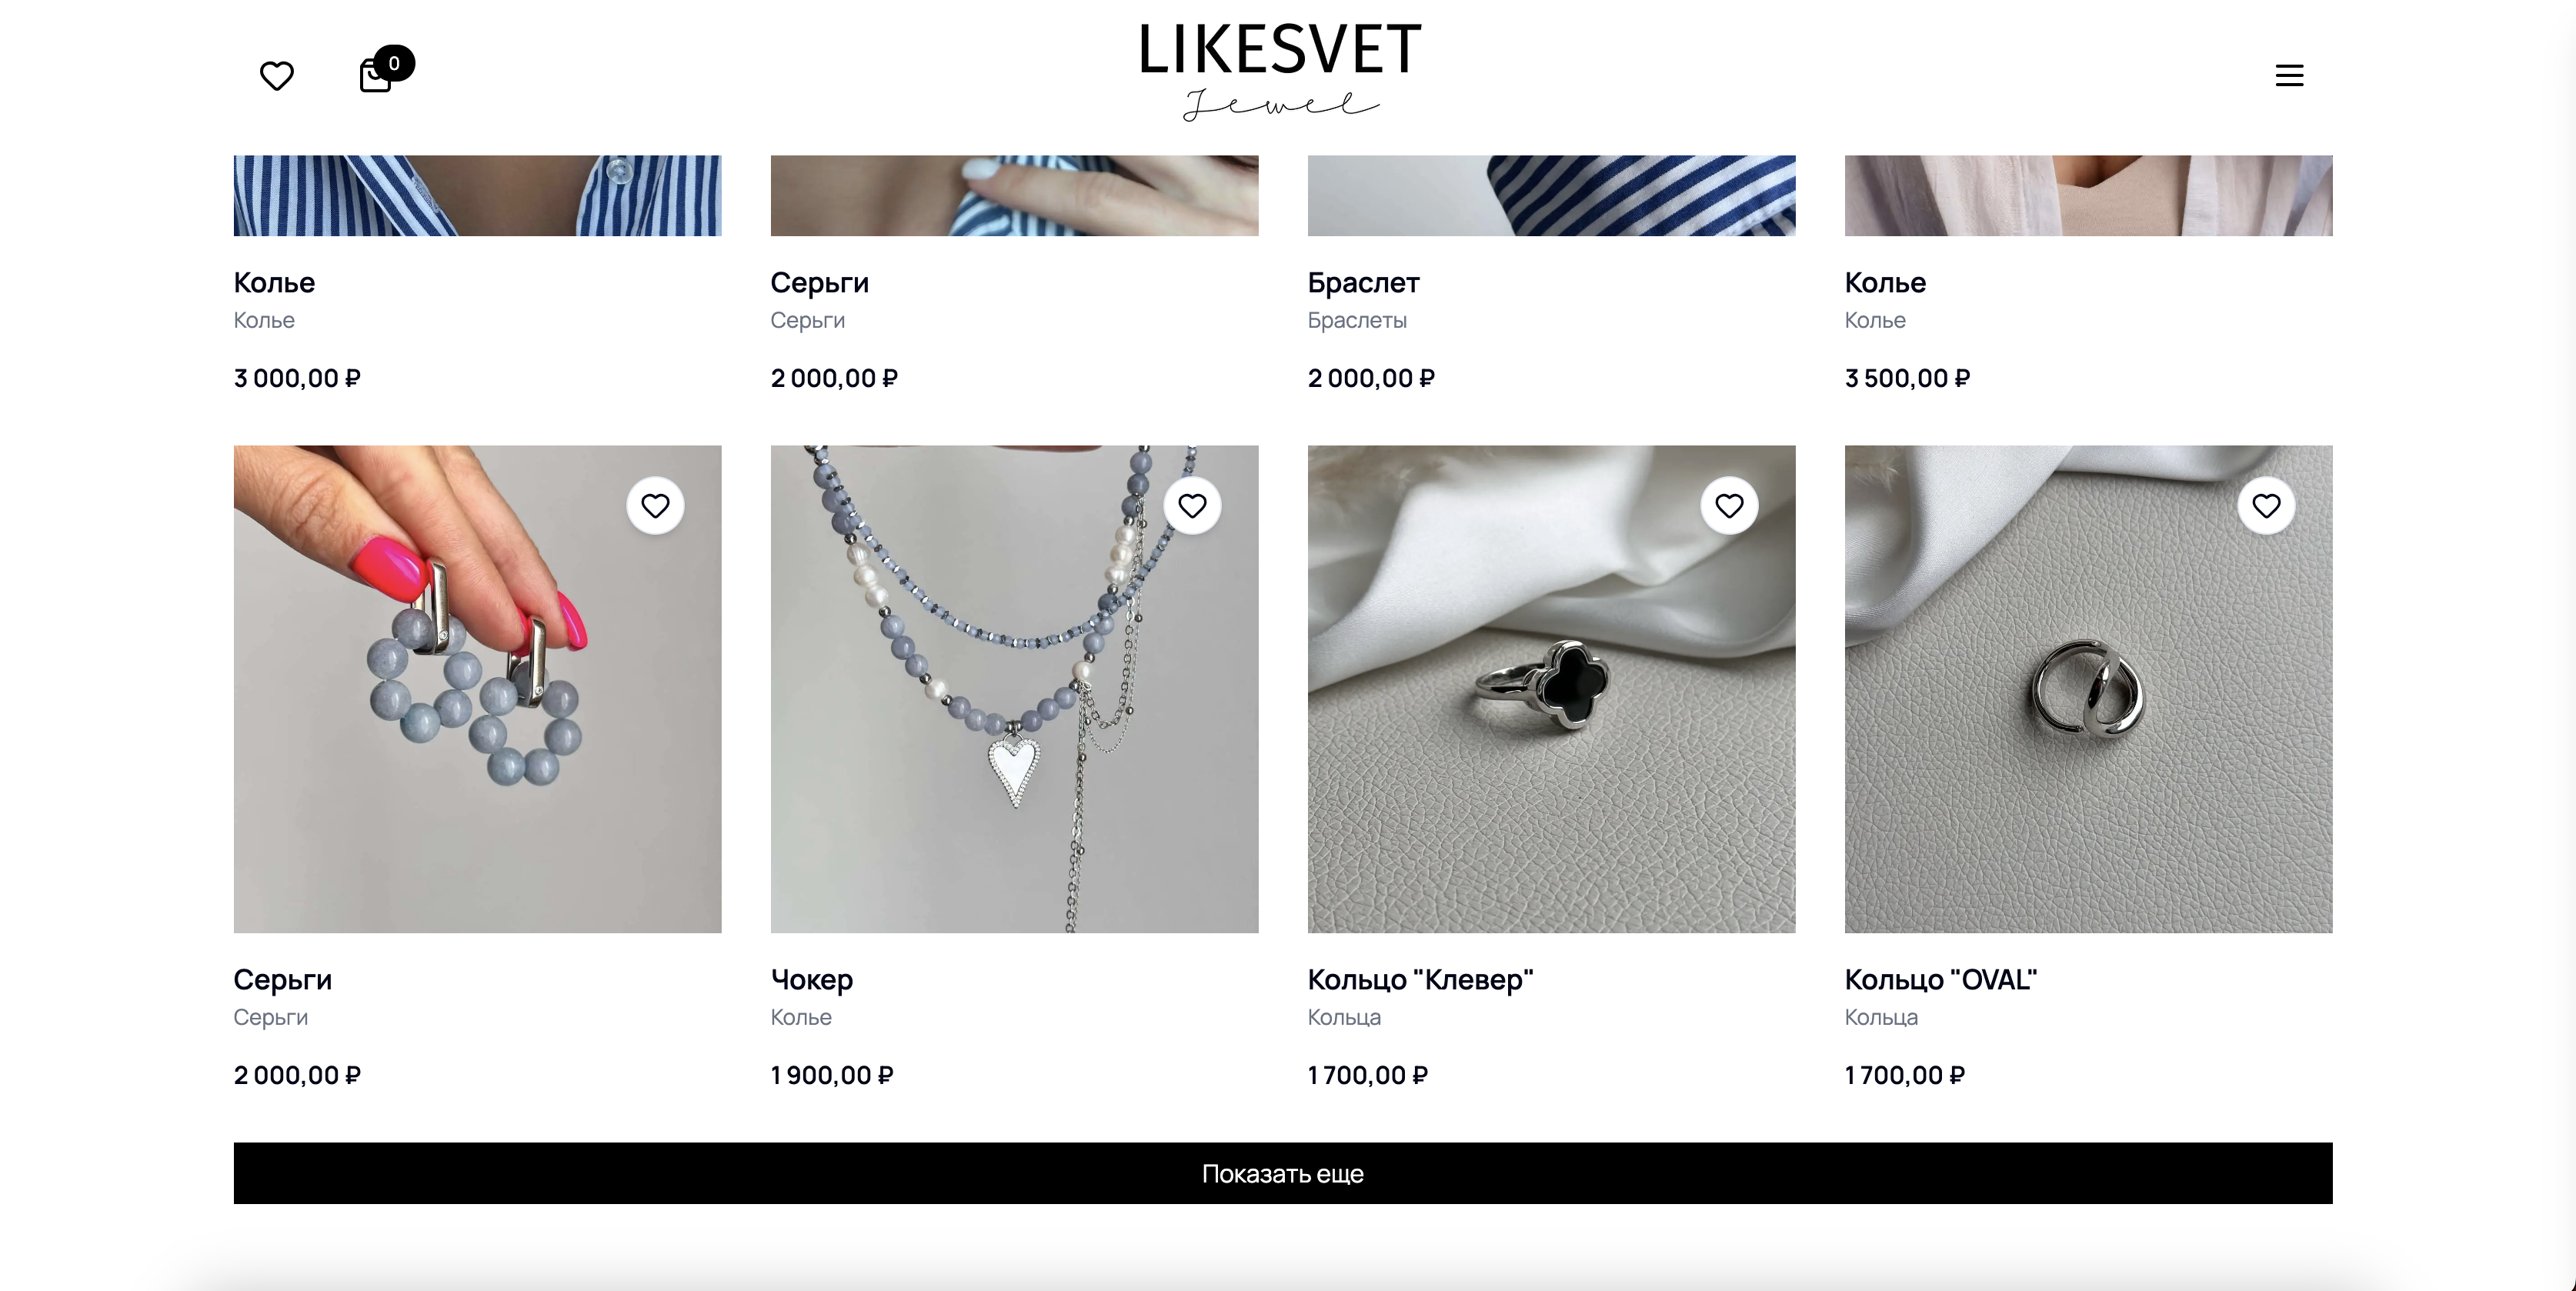 0
LIKESVET
Jewel
Колье
Колье
3 000,00 ₽
Серьги
Серьги
2 000,00 ₽
Браслет
Браслеты
2 000,00 ₽
Колье
Колье
3 500,00 ₽
Серьги
Серьги
2 000,00 ₽
Чокер
Колье
1 900,00 ₽
Кольцо "Клевер"
Кольца
1 700,00 ₽
Кольцо "OVAL"
Кольца
1 700,00 ₽
Показать еще